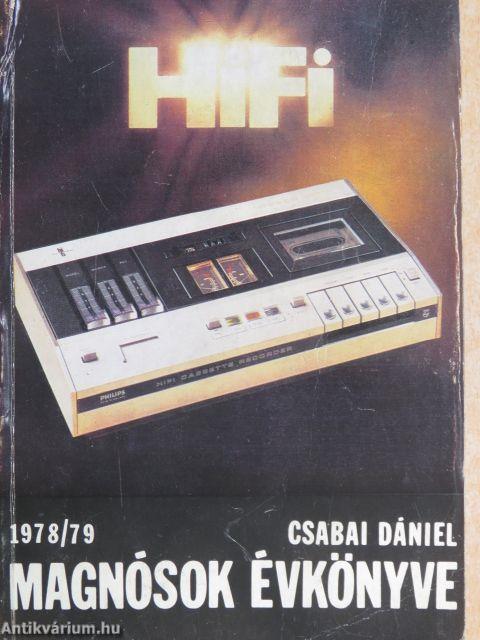 HiFi
PHILIPS
HIFI CASSETTE RECORDER
1978/79
CSABAI DÁNIEL
MAGNÓSOK ÉVKÖNYVE
Antikvárium.hu